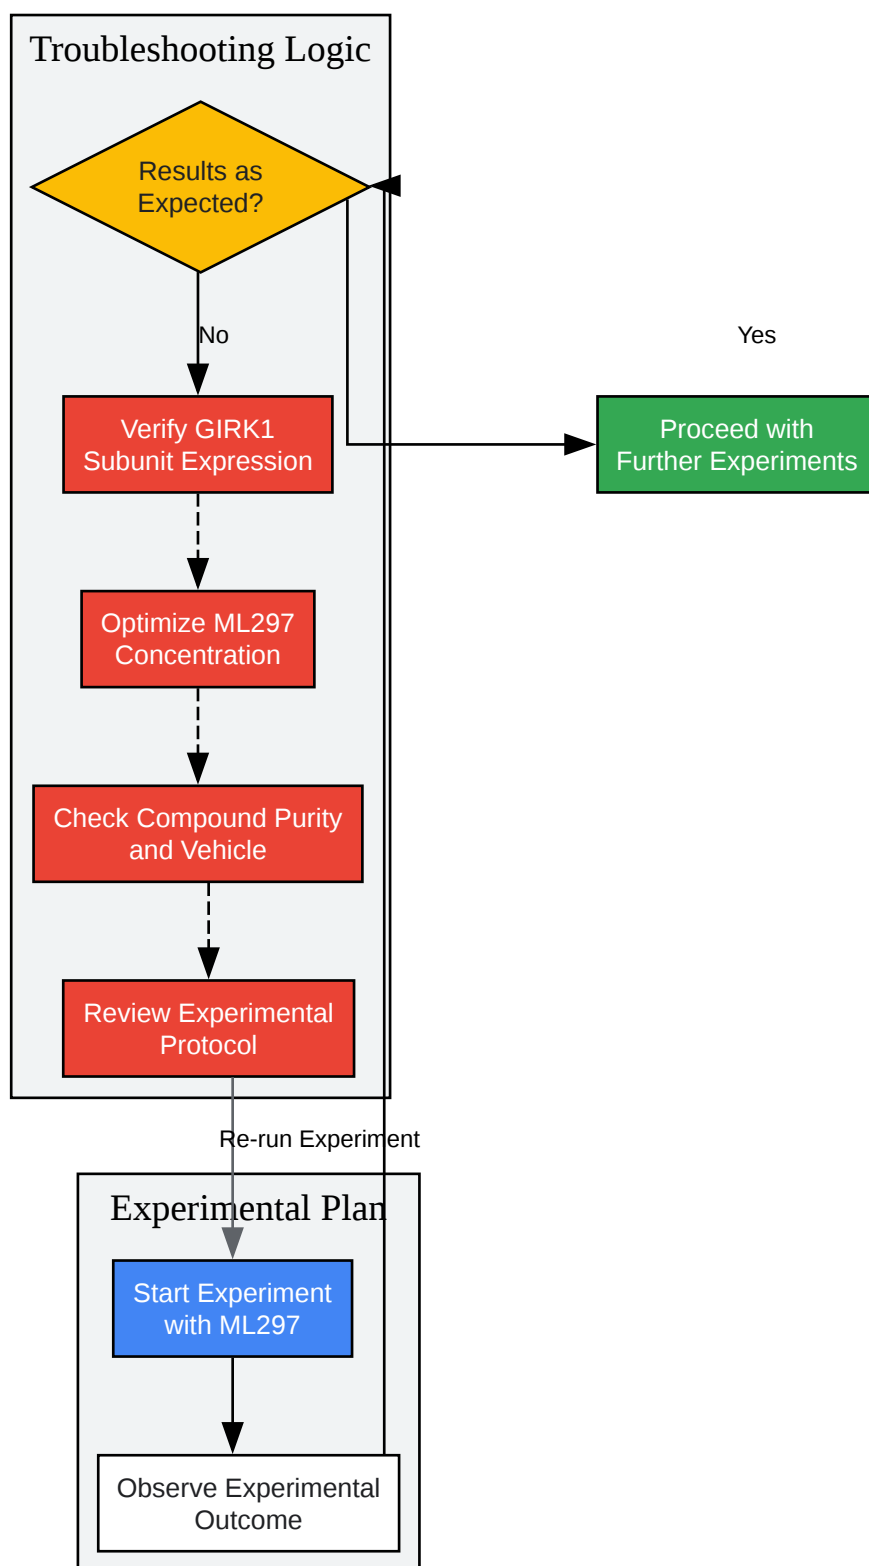 Troubleshooting Logic
Results as
Expected?
No
Yes
Verify GIRK1
Subunit Expression
Proceed with
Further Experiments
Optimize ML297
Concentration
Check Compound Purity
and Vehicle
Review Experimental
Protocol
Re-run Experiment
Experimental Plan
Start Experiment
with ML297
Observe Experimental
Outcome